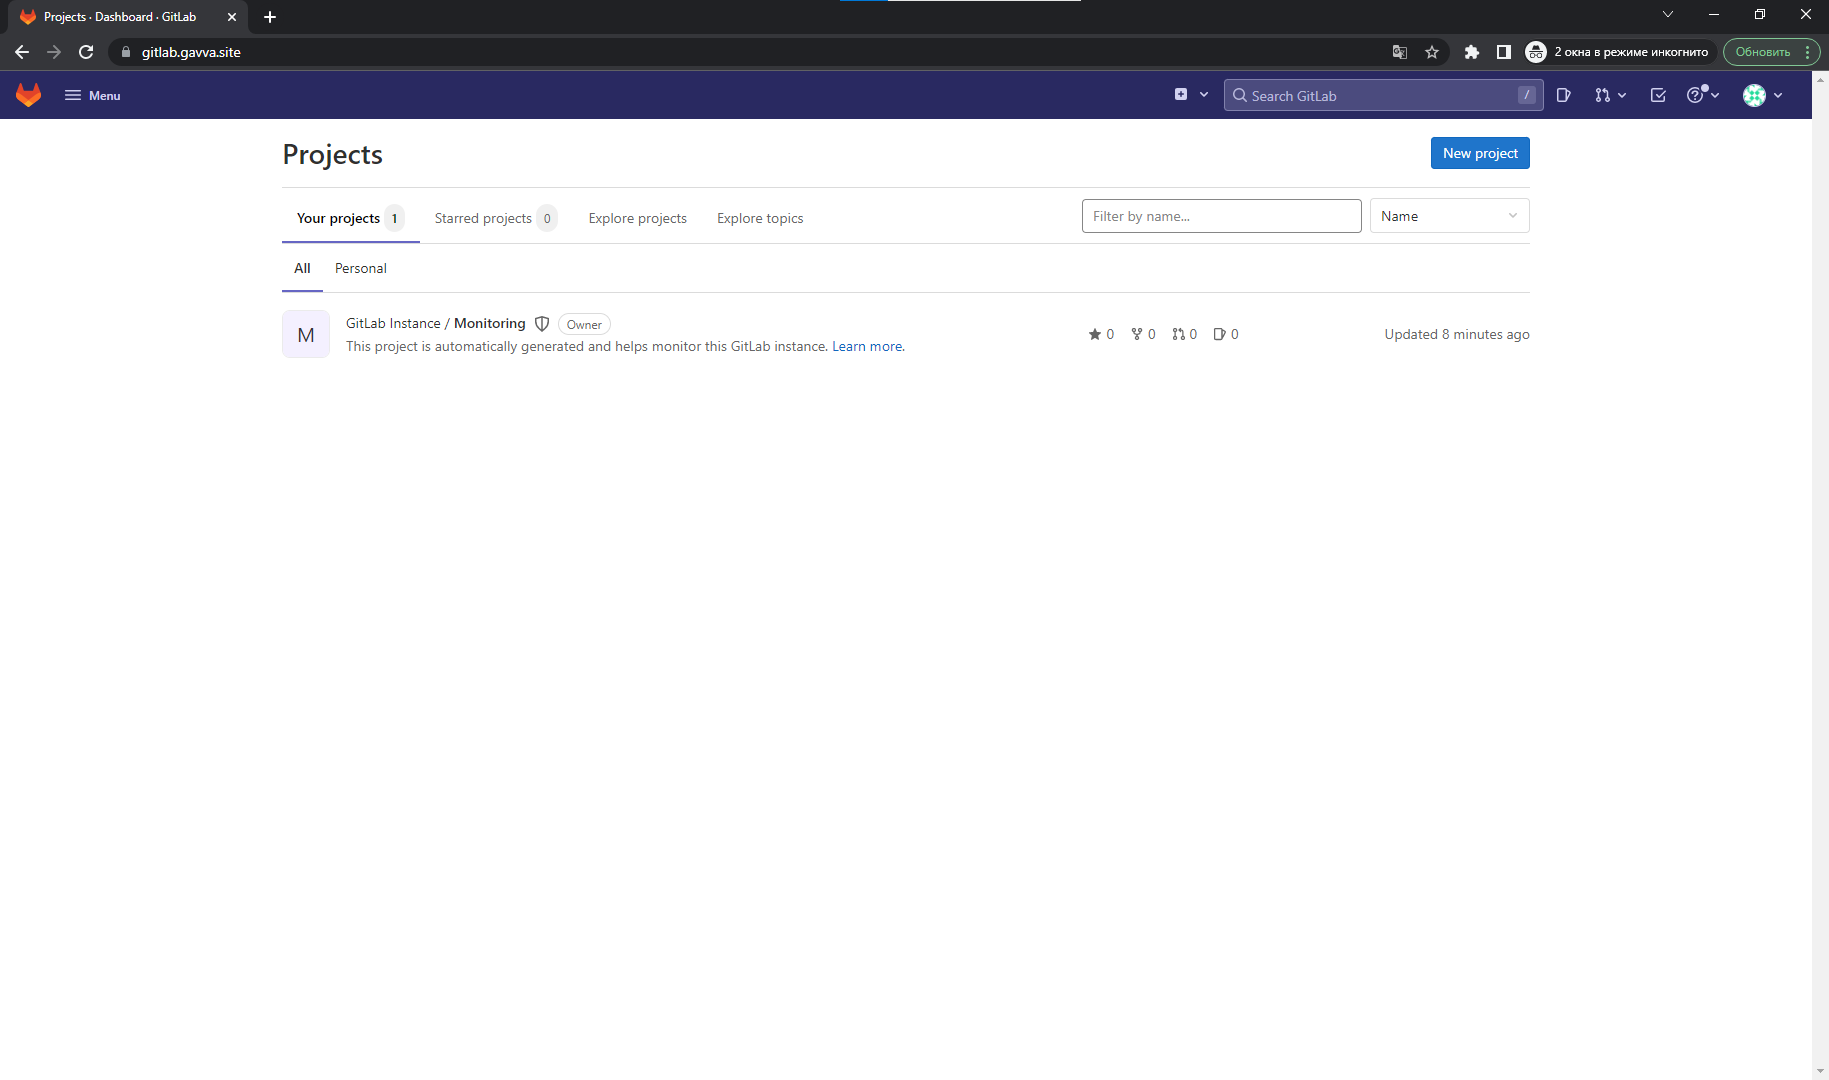 Projects · Dashboard · GitLab
gitlab.gavva.site
2 окна в режиме инкогнито
Обновить
Menu
Search GitLab
/
Projects
New project
Your projects 1
Starred projects 0
Explore projects
Explore topics
Filter by name...
Name
All
Personal
M
GitLab Instance / Monitoring
Owner
This project is automatically generated and helps monitor this GitLab instance. Learn more.
0
0
0
0
Updated 8 minutes ago